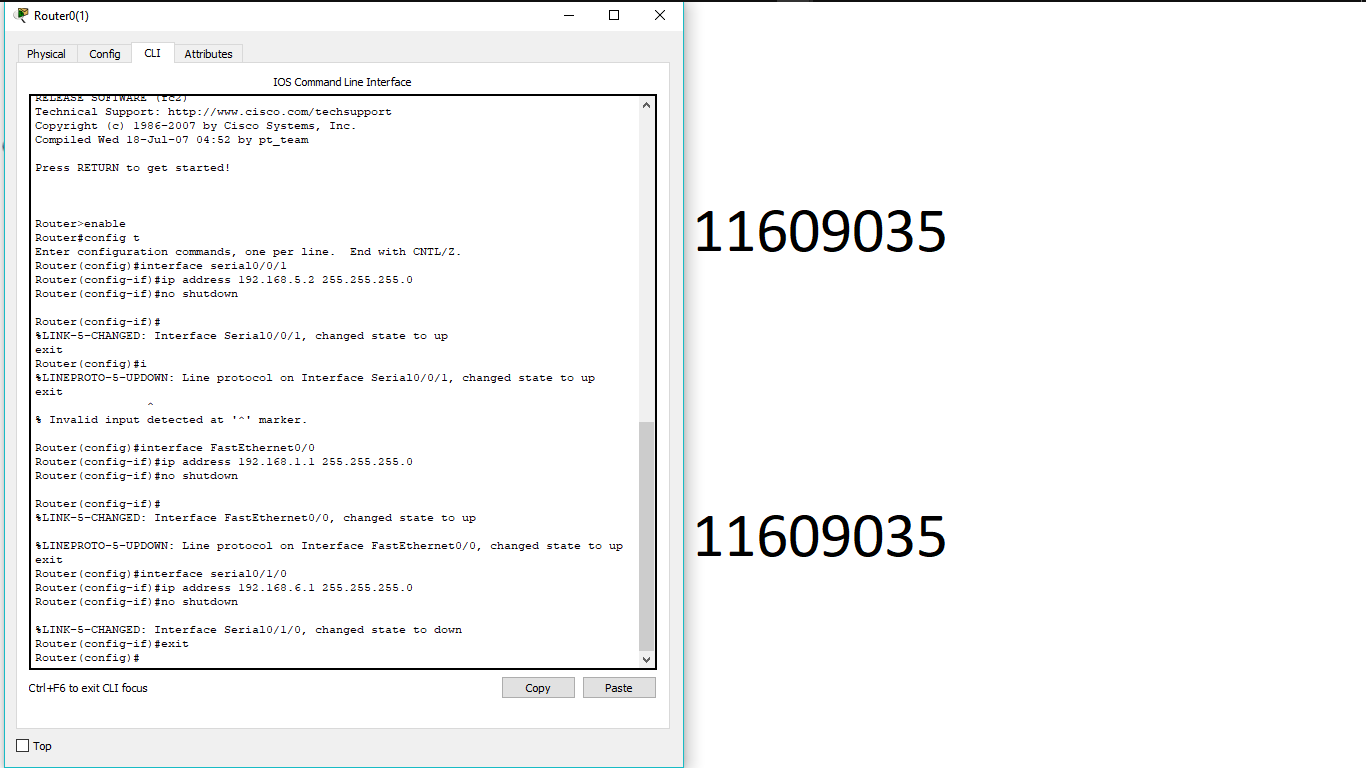 Router0(1)
Physical Config CLI Attributes
IOS Command Line Interface
RELEASE SOFTWARE (fc2)
Technical Support: http://www.cisco.com/techsupport
Copyright (c) 1986-2007 by Cisco Systems, Inc.
Compiled Wed 18-Jul-07 04:52 by pt_team
Press RETURN to get started!
Router>enable
Router#config t
Enter configuration commands, one per line.  End with CNTL/Z.
Router(config)#interface serial0/0/1
Router(config-if)#ip address 192.168.5.2 255.255.255.0
Router(config-if)#no shutdown
Router(config-if)#
%LINK-5-CHANGED: Interface Serial0/0/1, changed state to up
exit
Router(config)#i
%LINEPROTO-5-UPDOWN: Line protocol on Interface Serial0/0/1, changed state to up
exit
^
% Invalid input detected at '^' marker.
Router(config)#interface FastEthernet0/0
Router(config-if)#ip address 192.168.1.1 255.255.255.0
Router(config-if)#no shutdown
Router(config-if)#
%LINK-5-CHANGED: Interface FastEthernet0/0, changed state to up
%LINEPROTO-5-UPDOWN: Line protocol on Interface FastEthernet0/0, changed state to up
exit
Router(config)#interface serial0/1/0
Router(config-if)#ip address 192.168.6.1 255.255.255.0
Router(config-if)#no shutdown
%LINK-5-CHANGED: Interface Serial0/1/0, changed state to down
Router(config-if)#exit
Router(config)#
Ctrl+F6 to exit CLI focus
Copy Paste
Top
11609035
11609035